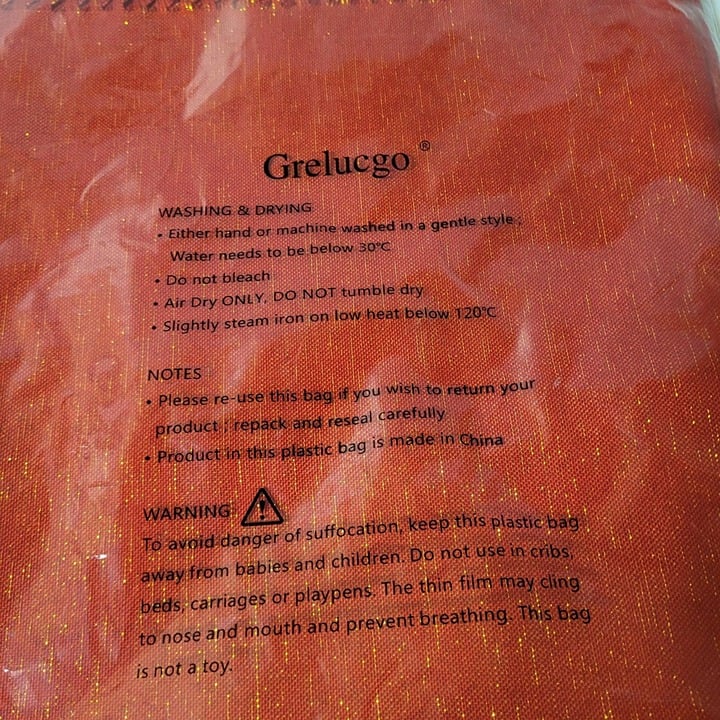 Grelucgo ®
WASHING & DRYING
• Either hand or machine washed in a gentle style ;
Water needs to be below 30℃
• Do not bleach
• Air Dry ONLY, DO NOT tumble dry
• Slightly steam iron on low heat below 120℃
NOTES
• Please re-use this bag if you wish to return your
product ; repack and reseal carefully
• Product in this plastic bag is made in China
WARNING
To avoid danger of suffocation, keep this plastic bag
away from babies and children. Do not use in cribs,
beds, carriages or playpens. The thin film may cling
to nose and mouth and prevent breathing. This bag
is not a toy.